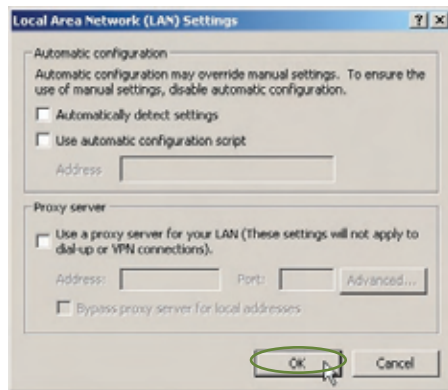 Local Area Network (LAN) Settings
Automatic configuration
Automatic configuration may override manual settings. To ensure the
use of manual settings, disable automatic configuration.
Automatically detect settings
Use automatic configuration script
Address
Proxy server
Use a proxy server for your LAN (These settings will not apply to
dial-up or VPN connections).
Address: Port: Advanced...
Bypass proxy server for local addresses
OK Cancel